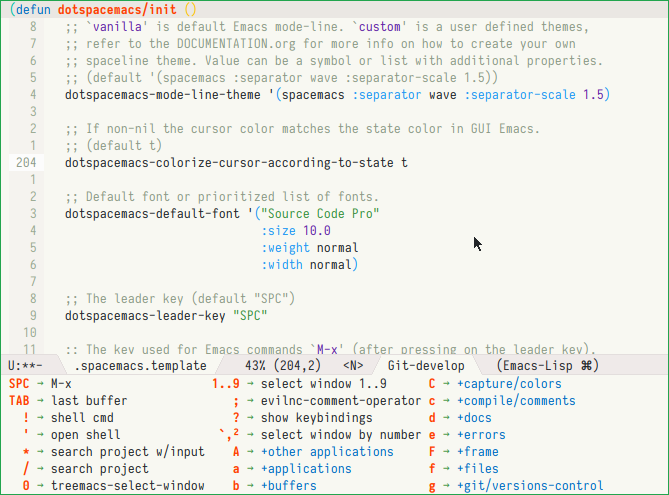 (defun dotspacemacs/init ()
8 ;; `vanilla' is default Emacs mode-line. `custom' is a user defined themes,
7 ;; refer to the DOCUMENTATION.org for more info on how to create your own
6 ;; spaceline theme. Value can be a symbol or list with additional properties.
5 ;; (default '(spacemacs :separator wave :separator-scale 1.5))
4 dotspacemacs-mode-line-theme '(spacemacs :separator wave :separator-scale 1.5)
3
2 ;; If non-nil the cursor color matches the state color in GUI Emacs.
1 ;; (default t)
204 dotspacemacs-colorize-cursor-according-to-state t
1
2 ;; Default font or prioritized list of fonts.
3 dotspacemacs-default-font '("Source Code Pro"
4 :size 10.0
5 :weight normal
6 :width normal)
7
8 ;; The leader key (default "SPC")
9 dotspacemacs-leader-key "SPC"
10
11 ;; The key used for Emacs commands `M-x' (after pressing on the leader key).
U:**- .spacemacs.template 43% (204,2) <N> Git-develop (Emacs-Lisp ⌘)
SPC → M-x 1..9 → select window 1..9 C → +capture/colors
TAB → last buffer ; → evilnc-comment-operator c → +compile/comments
! → shell cmd ? → show keybindings d → +docs
' → open shell `,² → select window by number e → +errors
* → search project w/input A → +other applications F → +frame
/ → search project a → +applications f → +files
0 → treemacs-select-window b → +buffers g → +git/versions-control